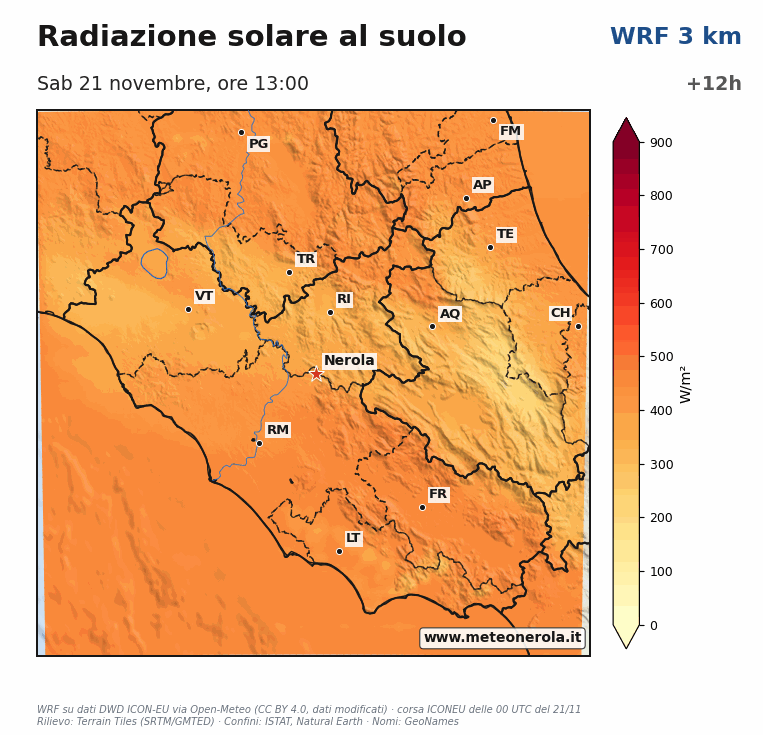 Radiazione solare al suolo
WRF 3 km
Sab 21 novembre, ore 13:00
+12h
PG
FM
AP
TE
TR
VT
RI
AQ
CH
Nerola
RM
FR
LT
900
800
700
600
500
400
300
200
100
0
W/m²
www.meteonerola.it
WRF su dati DWD ICON-EU via Open-Meteo (CC BY 4.0, dati modificati) · corsa ICONEU delle 00 UTC del 21/11
Rilievo: Terrain Tiles (SRTM/GMTED) · Confini: ISTAT, Natural Earth · Nomi: GeoNames